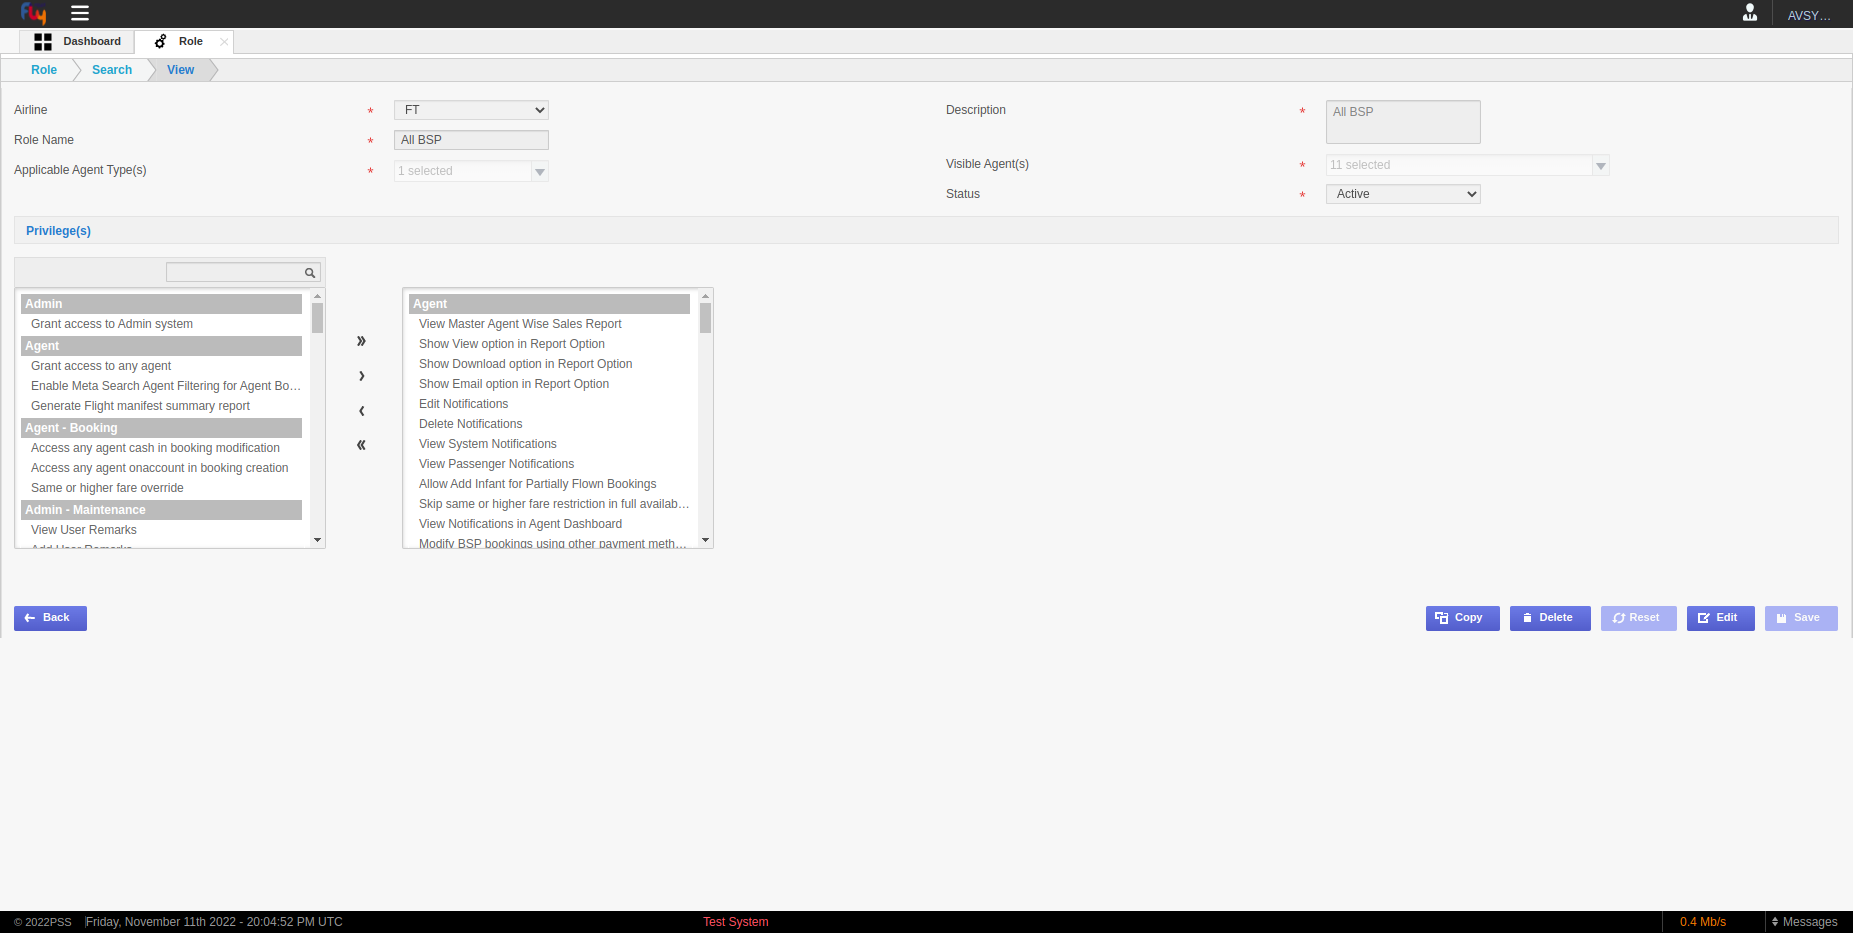 Fly
AVSY…
Dashboard
Role
Role
Search
View
Airline * FT
Role Name * All BSP
Applicable Agent Type(s) * 1 selected
Description * All BSP
Visible Agent(s) * 11 selected
Status * Active
Privilege(s)
Admin
Grant access to Admin system
Agent
Grant access to any agent
Enable Meta Search Agent Filtering for Agent Bo…
Generate Flight manifest summary report
Agent - Booking
Access any agent cash in booking modification
Access any agent onaccount in booking creation
Same or higher fare override
Admin - Maintenance
View User Remarks
Add User Remarks
Agent
View Master Agent Wise Sales Report
Show View option in Report Option
Show Download option in Report Option
Show Email option in Report Option
Edit Notifications
Delete Notifications
View System Notifications
View Passenger Notifications
Allow Add Infant for Partially Flown Bookings
Skip same or higher fare restriction in full availab…
View Notifications in Agent Dashboard
Modify BSP bookings using other payment meth…
Back
Copy
Delete
Reset
Edit
Save
© 2022PSS
Friday, November 11th 2022 - 20:04:52 PM UTC
Test System
0.4 Mb/s
Messages